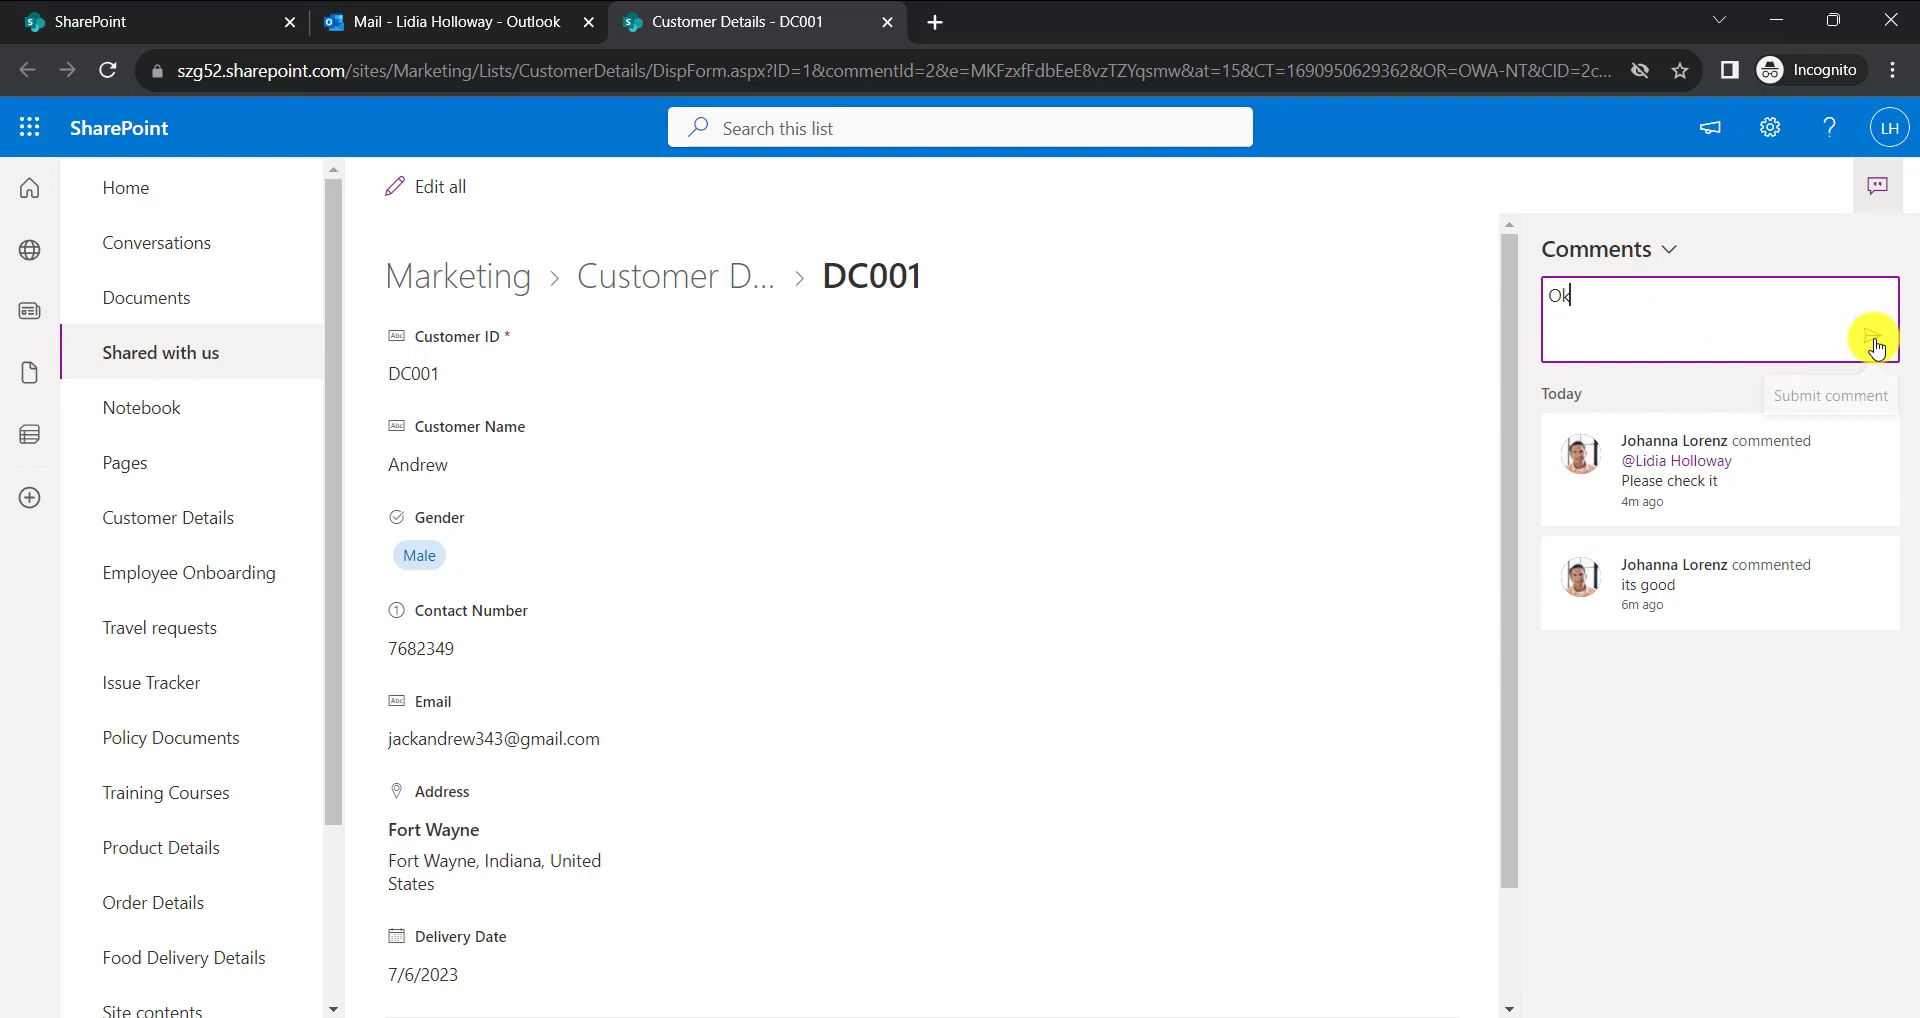 SharePoint
Mail - Lidia Holloway - Outlook
Customer Details - DC001
szg52.sharepoint.com/sites/Marketing/Lists/CustomerDetails/DispForm.aspx?ID=1&commentId=2&e=MKFzxfFdbEeE8vzTZYqsmw&at=15&CT=1690950629362&OR=OWA-NT&CID=2c...
Incognito
SharePoint
Search this list
LH
Home
Conversations
Documents
Shared with us
Notebook
Pages
Customer Details
Employee Onboarding
Travel requests
Issue Tracker
Policy Documents
Training Courses
Product Details
Order Details
Food Delivery Details
Site contents
Edit all
Marketing > Customer D... > DC001
Abc Customer ID *
DC001
Abc Customer Name
Andrew
Gender
Male
1 Contact Number
7682349
Abc Email
jackandrew343@gmail.com
Address
Fort Wayne
Fort Wayne, Indiana, United
States
Delivery Date
7/6/2023
Comments
Ok
Submit comment
Today
Johanna Lorenz commented
@Lidia Holloway
Please check it
4m ago
Johanna Lorenz commented
its good
6m ago